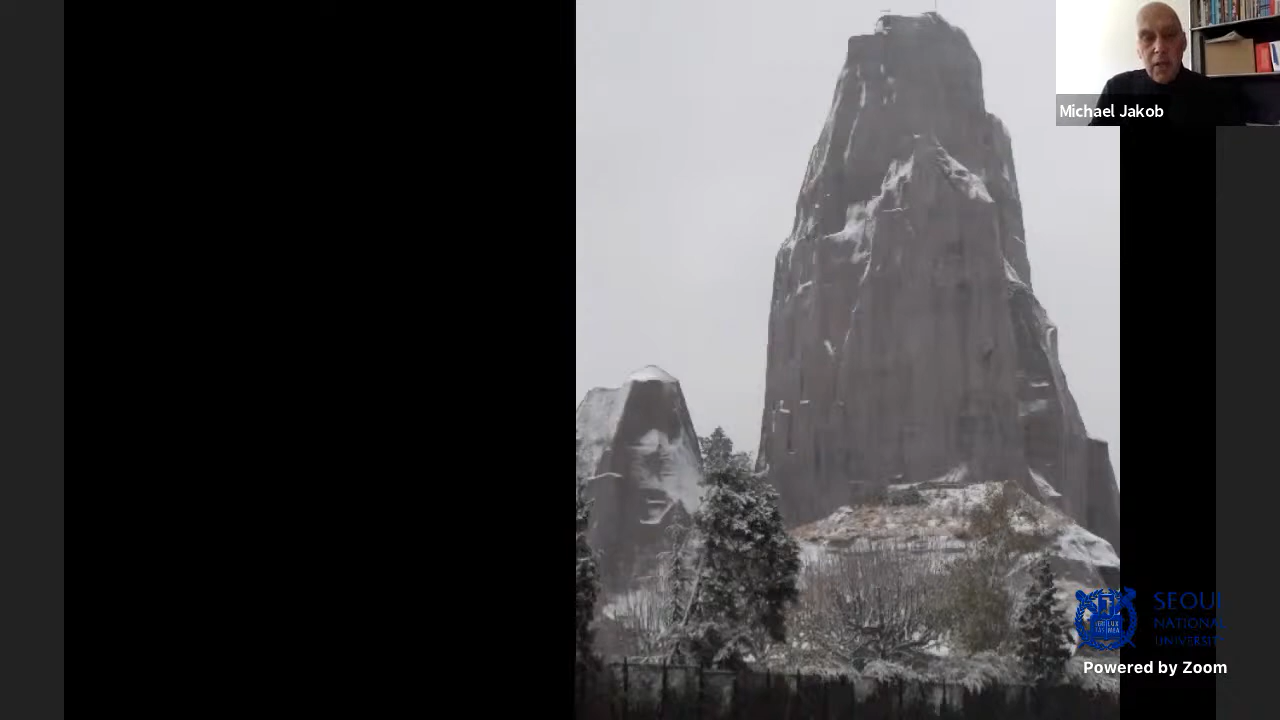 Michael Jakob
SEOUL
NATIONAL
UNIVERSITY
Powered by Zoom